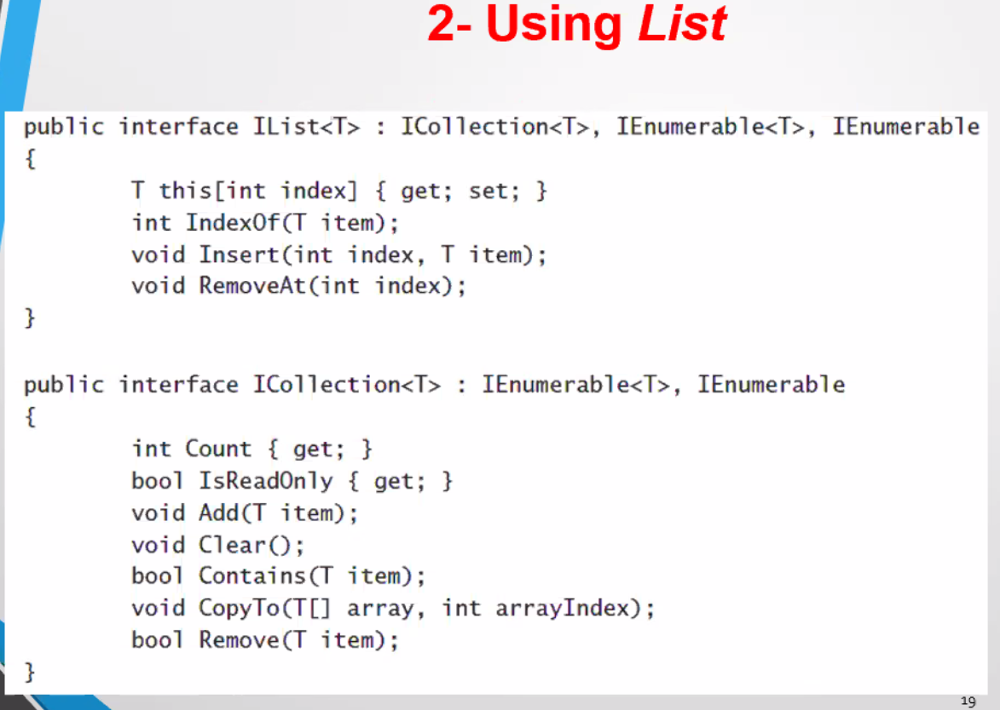 2- Using List
public interface IList<T> : ICollection<T>, IEnumerable<T>, IEnumerable
{
T this[int index] { get; set; }
int IndexOf(T item);
void Insert(int index, T item);
void RemoveAt(int index);
}
public interface ICollection<T> : IEnumerable<T>, IEnumerable
{
int Count { get; }
bool IsReadOnly { get; }
void Add(T item);
void Clear();
bool Contains(T item);
void CopyTo(T[] array, int arrayIndex);
bool Remove(T item);
}
19